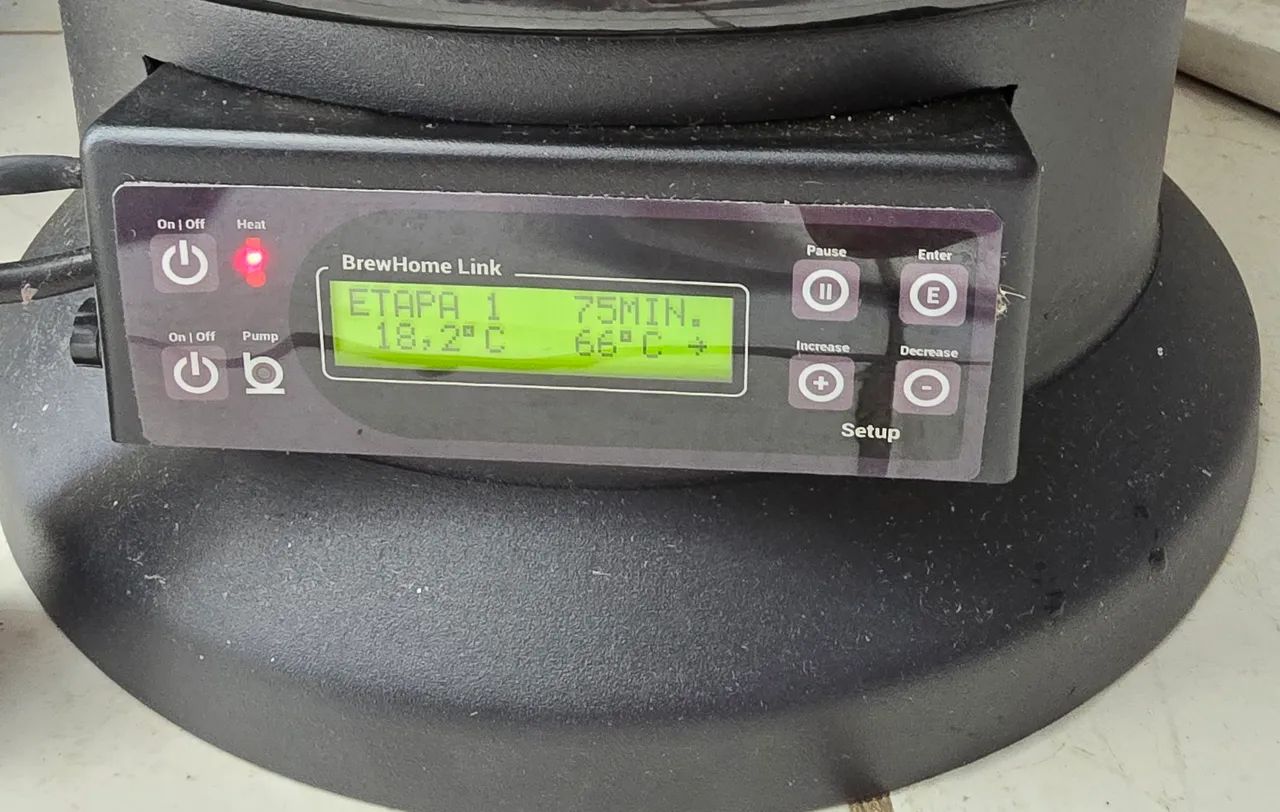 On | Off
Heat
BrewHome Link
ETAPA 1 75MIN.
18,2°C 66°C →
On | Off
Pump
Pause
Enter
E
Increase
Decrease
+
-
Setup